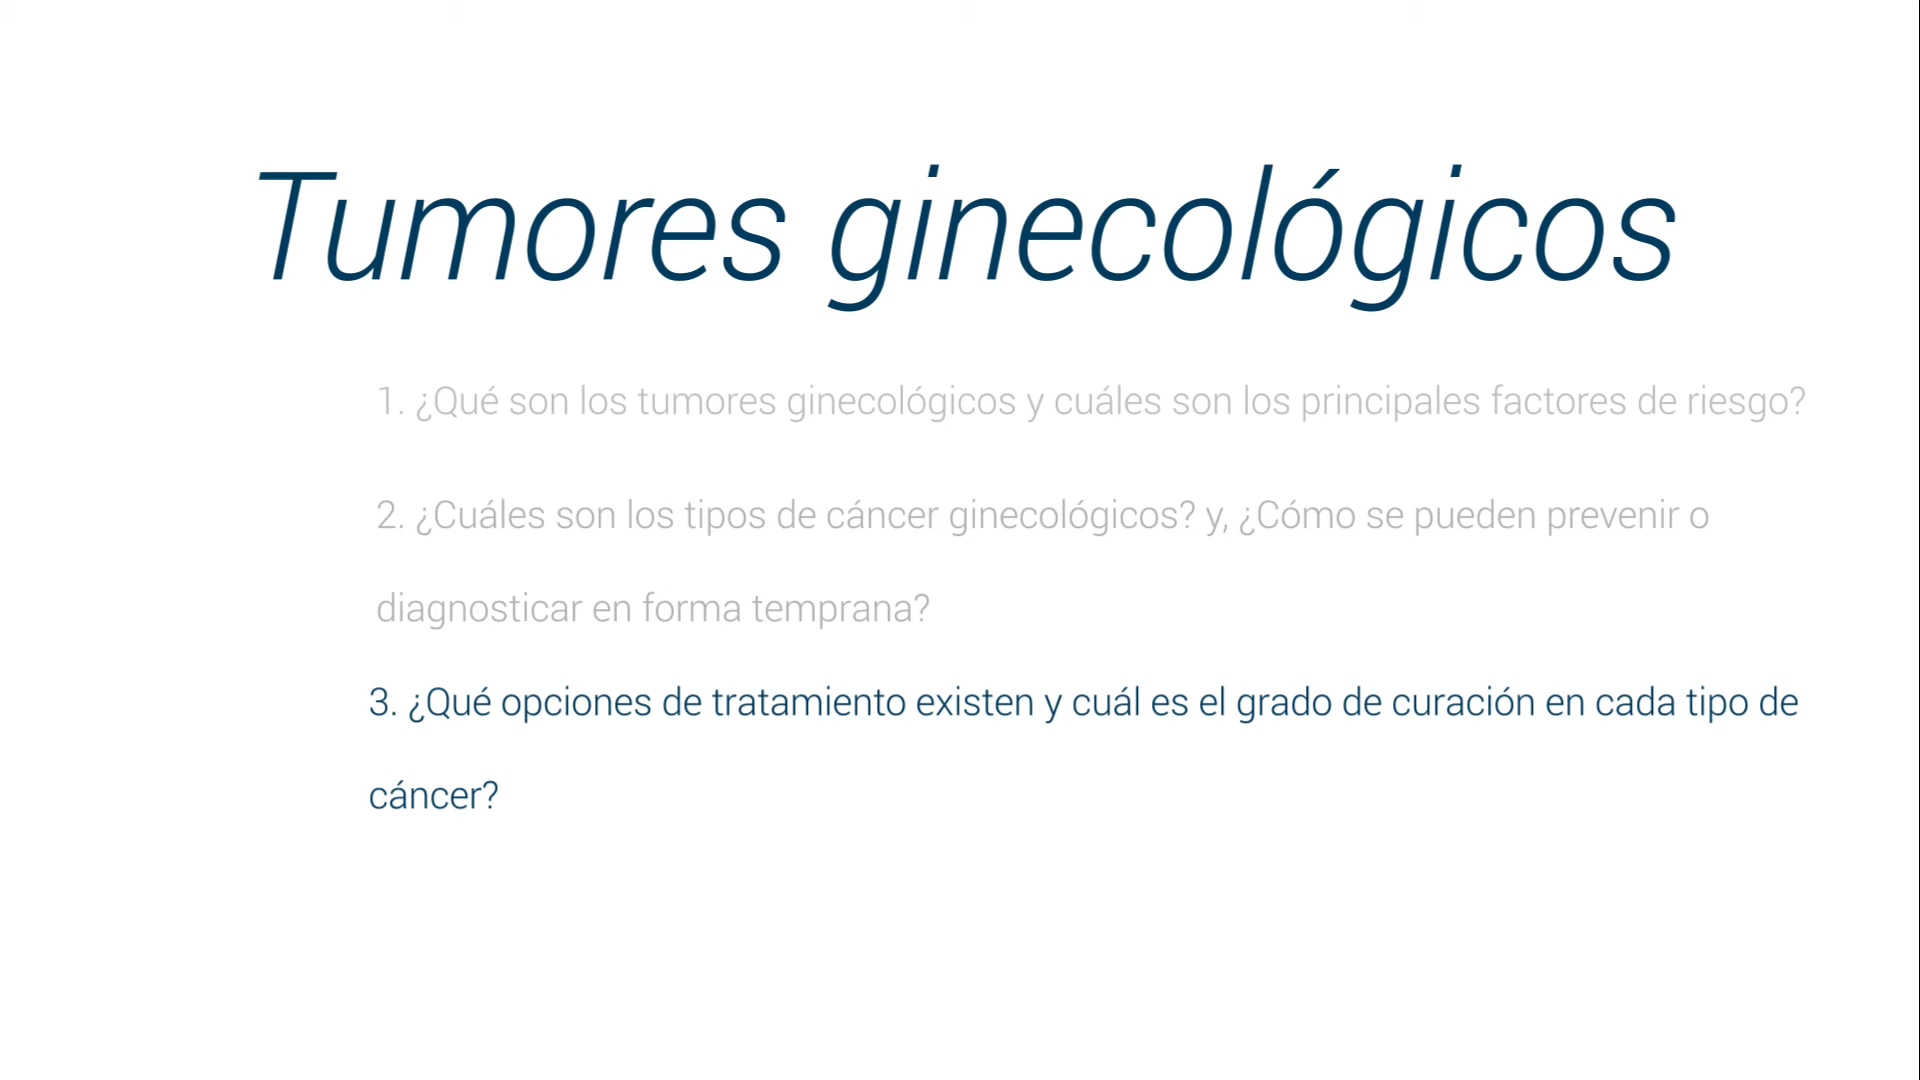 Tumores ginecológicos
1. ¿Qué son los tumores ginecológicos y cuáles son los principales factores de riesgo?
2. ¿Cuáles son los tipos de cáncer ginecológicos? y, ¿Cómo se pueden prevenir o
diagnosticar en forma temprana?
3. ¿Qué opciones de tratamiento existen y cuál es el grado de curación en cada tipo de
cáncer?